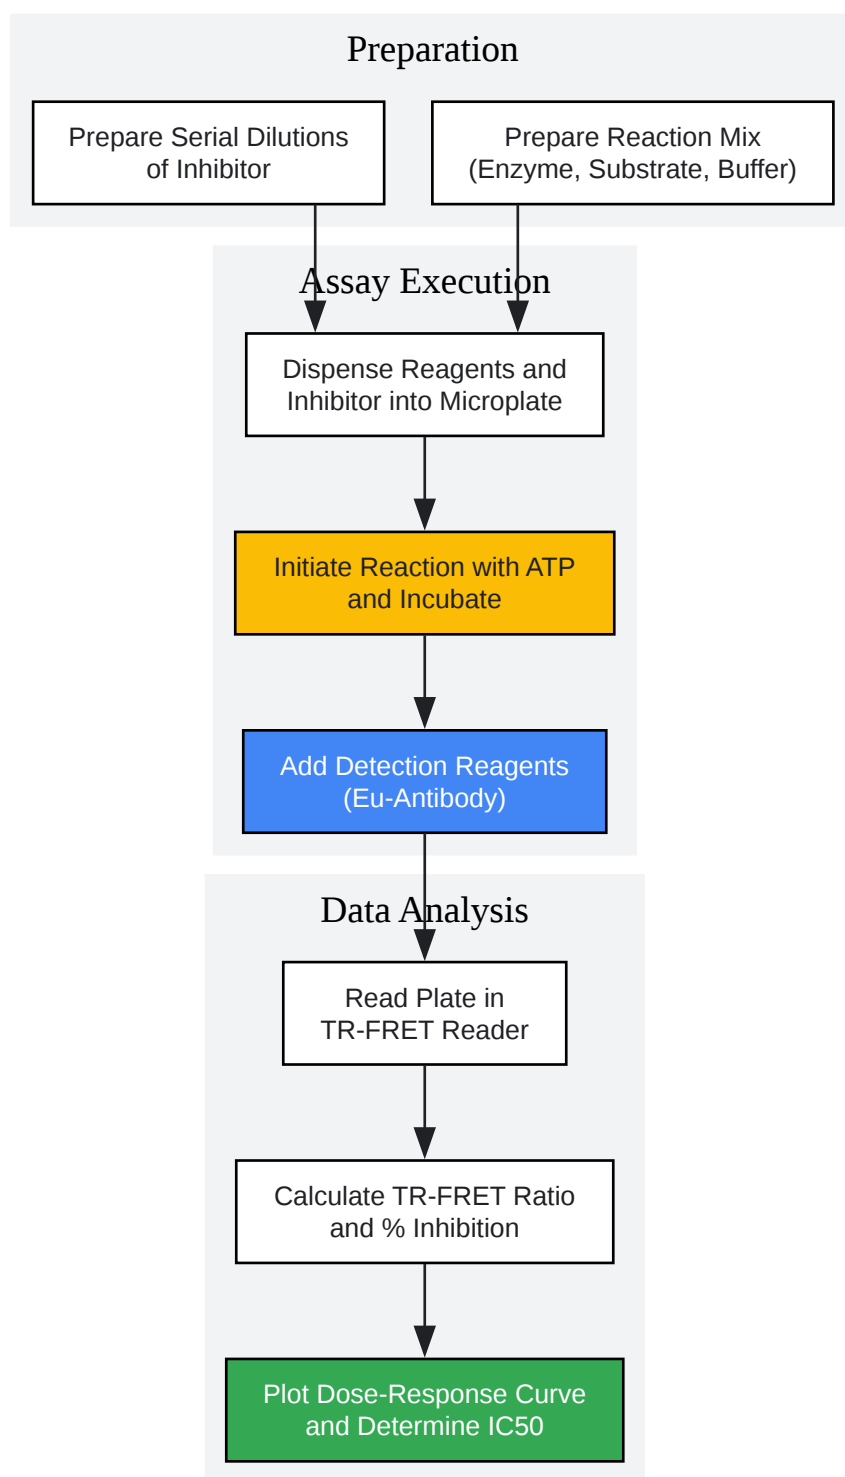 Preparation
Prepare Serial Dilutions
of Inhibitor
Prepare Reaction Mix
(Enzyme, Substrate, Buffer)
Assay Execution
Dispense Reagents and
Inhibitor into Microplate
Initiate Reaction with ATP
and Incubate
Add Detection Reagents
(Eu-Antibody)
Data Analysis
Read Plate in
TR-FRET Reader
Calculate TR-FRET Ratio
and % Inhibition
Plot Dose-Response Curve
and Determine IC50